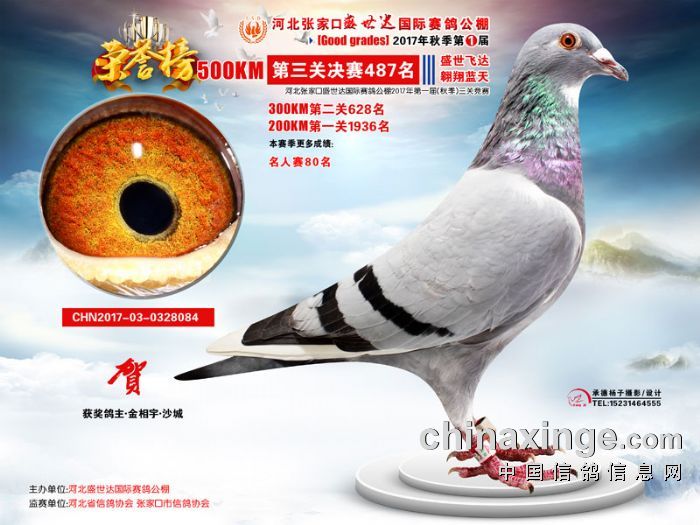 荣誉榜
河北张家口盛世达国际赛鸽公棚
[Good grades] 2017年秋季第1届
500KM 第三关决赛487名
盛世飞达
翱翔蓝天
河北张家口盛世达国际赛鸽公棚2017年第一届(秋季)三关竞赛
300KM第二关628名
200KM第一关1936名
本赛季更多成绩:
名人赛80名
CHN2017-03-0328084
贺
获奖鸽主·金相宇·沙城
承德杨子摄影/设计
TEL:15231464555
chinaxinge.com
中国信鸽信息网
主办单位:河北盛世达国际赛鸽公棚
监赛单位:河北省信鸽协会 张家口市信鸽协会